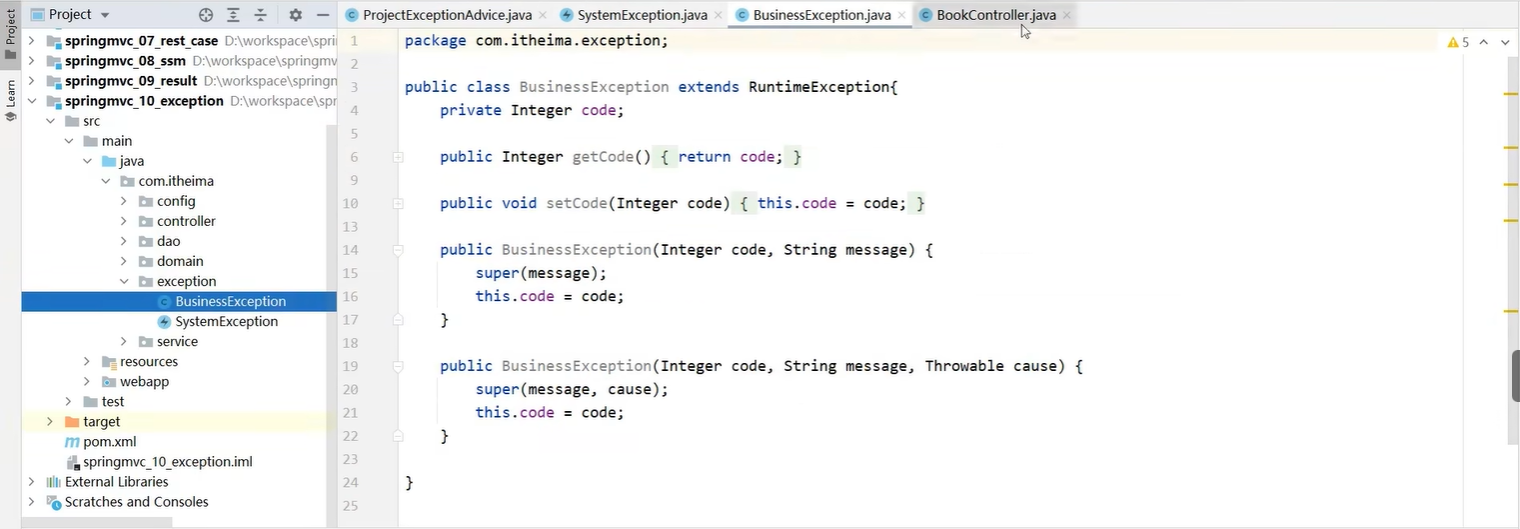 Project
Learn
Project
springmvc_07_rest_case D:\workspace\spri
springmvc_08_ssm D:\workspace\springmv
springmvc_09_result D:\workspace\springm
springmvc_10_exception D:\workspace\spr
src
main
java
com.itheima
config
controller
dao
domain
exception
BusinessException
SystemException
service
resources
webapp
test
target
pom.xml
springmvc_10_exception.iml
External Libraries
Scratches and Consoles
ProjectExceptionAdvice.java
SystemException.java
BusinessException.java
BookController.java
5
1 package com.itheima.exception;
2
3 public class BusinessException extends RuntimeException{
4 private Integer code;
5
6 public Integer getCode() { return code; }
9
10 public void setCode(Integer code) { this.code = code; }
13
14 public BusinessException(Integer code, String message) {
15 super(message);
16 this.code = code;
17 }
18
19 public BusinessException(Integer code, String message, Throwable cause) {
20 super(message, cause);
21 this.code = code;
22 }
23
24 }
25